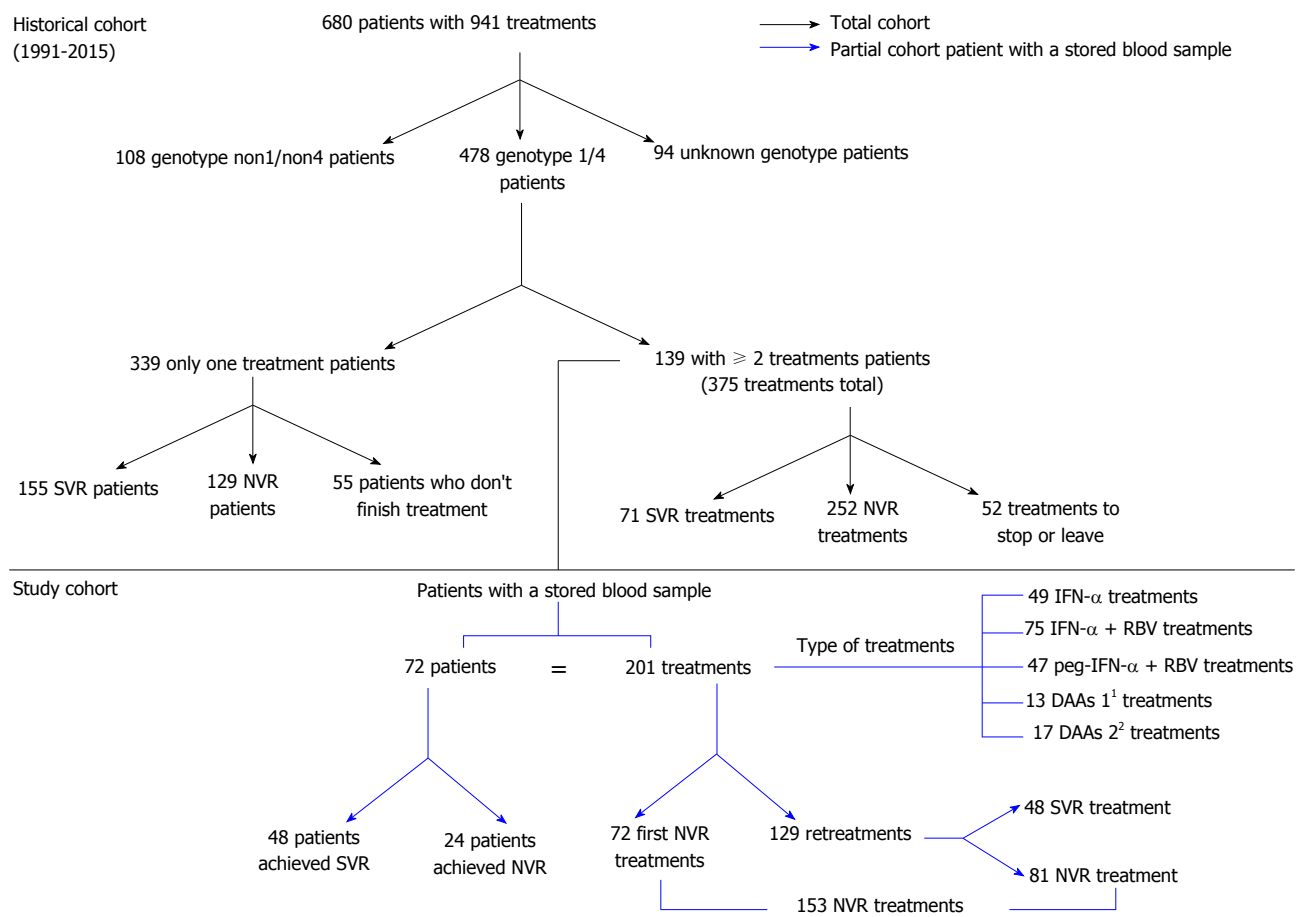 Historical cohort
(1991-2015)
680 patients with 941 treatments
Total cohort
Partial cohort patient with a stored blood sample
108 genotype non1/non4 patients
478 genotype 1/4
patients
94 unknown genotype patients
339 only one treatment patients
139 with ⩾ 2 treatments patients
(375 treatments total)
155 SVR patients
129 NVR
patients
55 patients who don't
finish treatment
71 SVR treatments
252 NVR
treatments
52 treatments to
stop or leave
Study cohort
Patients with a stored blood sample
72 patients
=
201 treatments
Type of treatments
49 IFN-α treatments
75 IFN-α + RBV treatments
47 peg-IFN-α + RBV treatments
13 DAAs 1¹ treatments
17 DAAs 2² treatments
48 patients
achieved SVR
24 patients
achieved NVR
72 first NVR
treatments
129 retreatments
48 SVR treatment
81 NVR treatment
153 NVR treatments